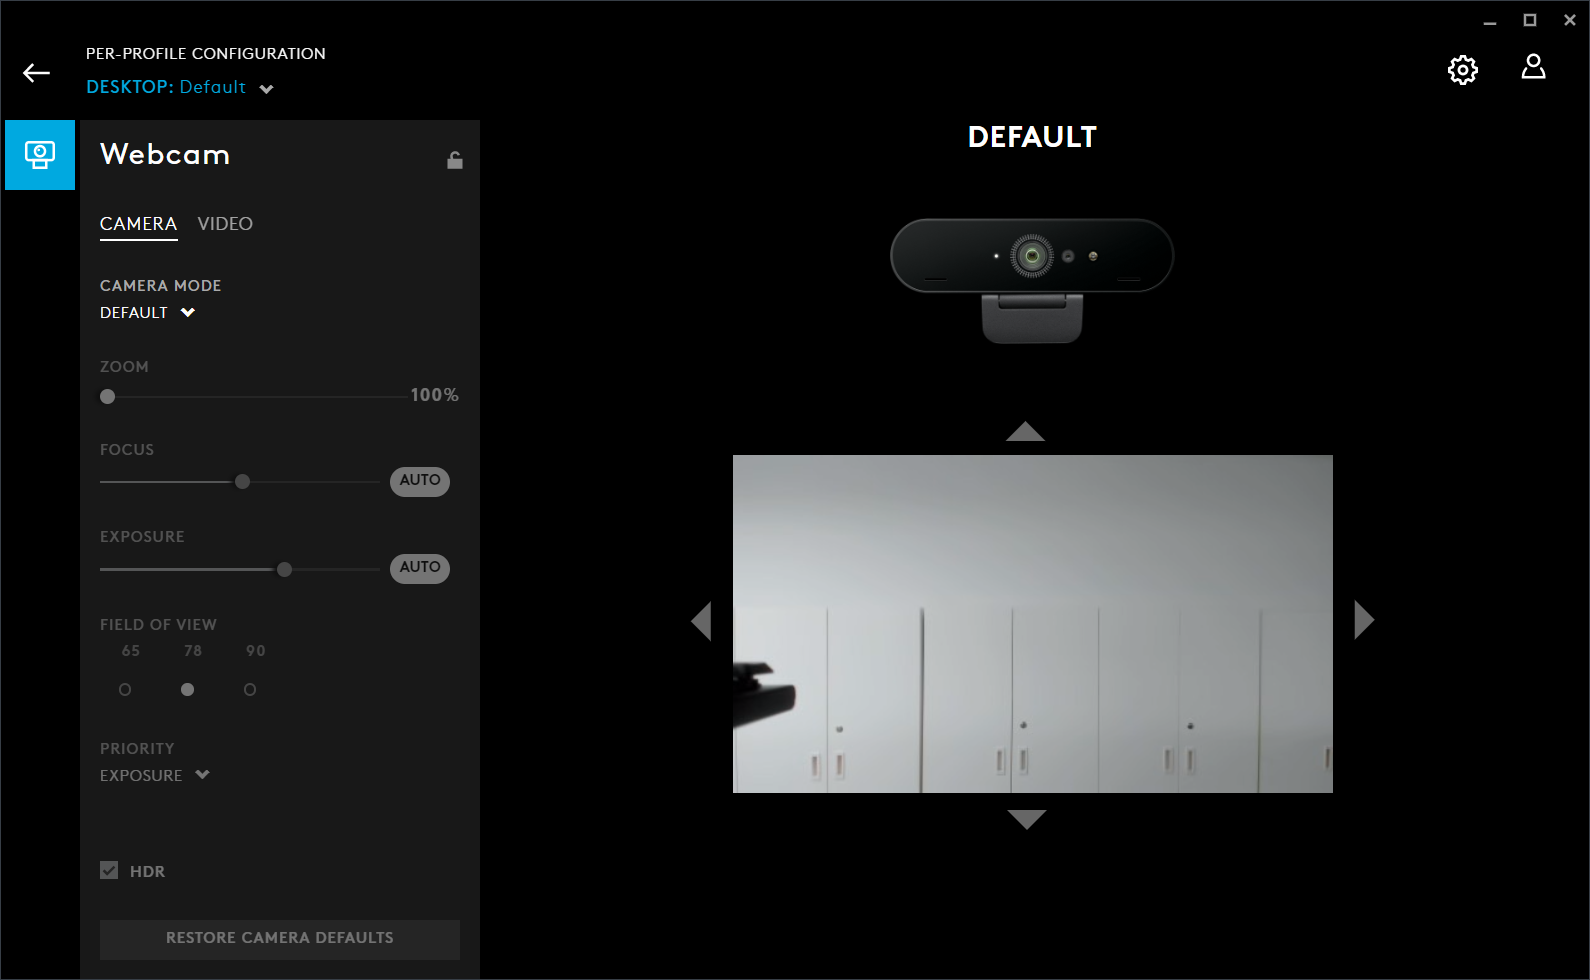 PER-PROFILE CONFIGURATION
DESKTOP: Default
Webcam
CAMERA VIDEO
CAMERA MODE
DEFAULT
ZOOM
100%
FOCUS
AUTO
EXPOSURE
AUTO
FIELD OF VIEW
65 78 90
PRIORITY
EXPOSURE
HDR
RESTORE CAMERA DEFAULTS
DEFAULT